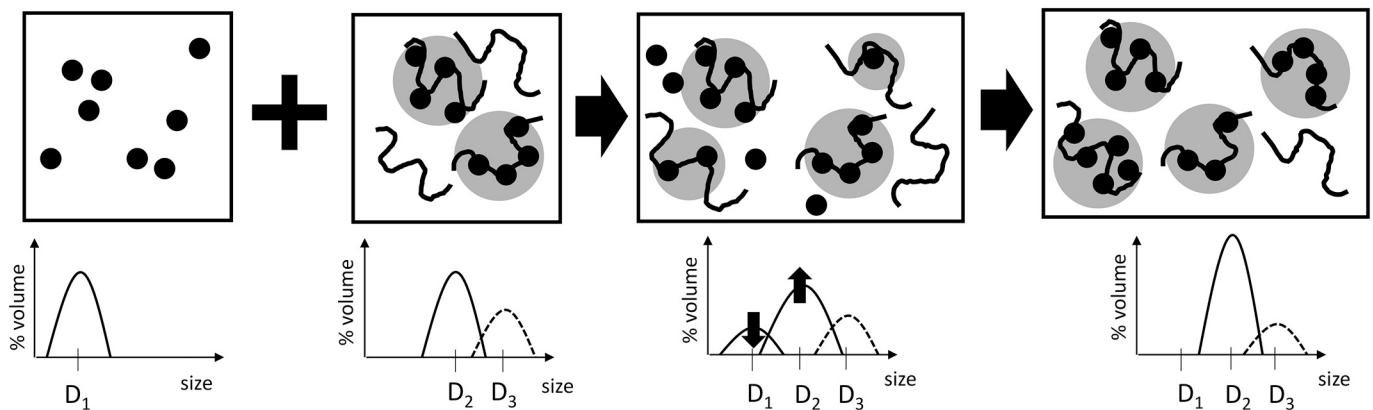 % volume
size
D1
% volume
size
D2 D3
% volume
size
D1 D2 D3
% volume
size
D1 D2 D3